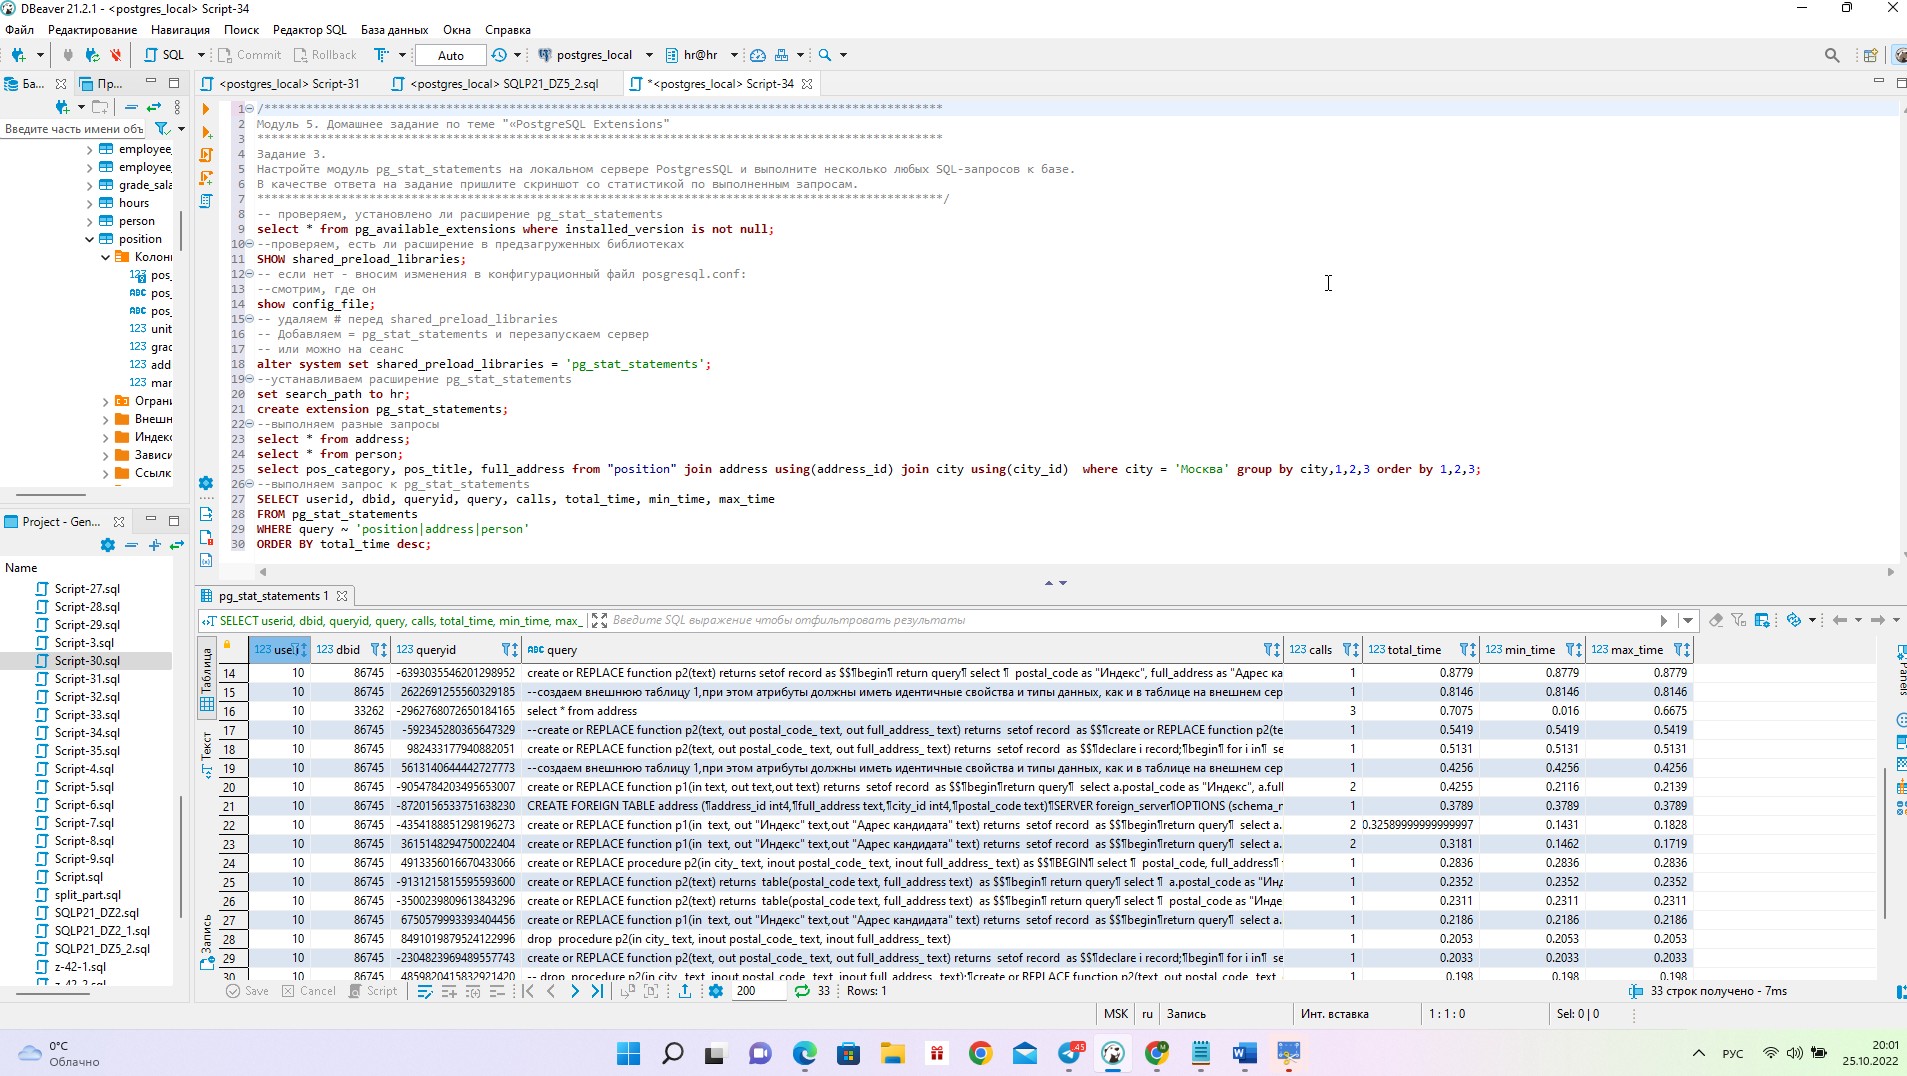 DBeaver 21.2.1 - <postgres_local> Script-34
Файл Редактирование Навигация Поиск Редактор SQL База данных Окна Справка
SQL Commit Rollback Auto postgres_local hr@hr
Ба... Пр... <postgres_local> Script-31 <postgres_local> SQLP21_DZ5_2.sql *<postgres_local> Script-34
Введите часть имени объ
employee_
employee_
grade_sala
hours
person
position
Колон
pos_
pos_
pos_
unit
grad
add
mar
Ограни
Внешн
Индек
Зависи
Ссылк
1 /*************************************************************************************************
2 Модуль 5. Домашнее задание по теме "«PostgreSQL Extensions"
3 **************************************************************************************************
4 Задание 3.
5 Настройте модуль pg_stat_statements на локальном сервере PostgresSQL и выполните несколько любых SQL-запросов к базе.
6 В качестве ответа на задание пришлите скриншот со статистикой по выполненным запросам.
7 **************************************************************************************************/
8 -- проверяем, установлено ли расширение pg_stat_statements
9 select * from pg_available_extensions where installed_version is not null;
10 --проверяем, есть ли расширение в предзагруженных библиотеках
11 SHOW shared_preload_libraries;
12 -- если нет - вносим изменения в конфигурационный файл posgresql.conf:
13 --смотрим, где он
14 show config_file;
15 -- удаляем # перед shared_preload_libraries
16 -- Добавляем = pg_stat_statements и перезапускаем сервер
17 -- или можно на сеанс
18 alter system set shared_preload_libraries = 'pg_stat_statements';
19 --устанавливаем расширение pg_stat_statements
20 set search_path to hr;
21 create extension pg_stat_statements;
22 --выполняем разные запросы
23 select * from address;
24 select * from person;
25 select pos_category, pos_title, full_address from "position" join address using(address_id) join city using(city_id)  where city = 'Москва' group by city,1,2,3 order by 1,2,3;
26 --выполняем запрос к pg_stat_statements
27 SELECT userid, dbid, queryid, query, calls, total_time, min_time, max_time
28 FROM pg_stat_statements
29 WHERE query ~ 'position|address|person'
30 ORDER BY total_time desc;
Project - Gen...
Name
Script-27.sql
Script-28.sql
Script-29.sql
Script-3.sql
Script-30.sql
Script-31.sql
Script-32.sql
Script-33.sql
Script-34.sql
Script-35.sql
Script-4.sql
Script-5.sql
Script-6.sql
Script-7.sql
Script-8.sql
Script-9.sql
Script.sql
split_part.sql
SQLP21_DZ2.sql
SQLP21_DZ2_1.sql
SQLP21_DZ5_2.sql
z-42-1.sql
z-42-2.sql
pg_stat_statements 1
SELECT userid, dbid, queryid, query, calls, total_time, min_time, max_ Введите SQL выражение чтобы отфильтровать результаты
Таблица
Текст
Запись
123 useri 123 dbid 123 queryid ABC query 123 calls 123 total_time 123 min_time 123 max_time
14 10 86745 -6393035546201298952 create or REPLACE function p2(text) returns setof record as $$¶begin¶ return query¶ select ¶ postal_code as "Индекс", full_address as "Адрес ка 1 0.8779 0.8779 0.8779
15 10 86745 2622691255560329185 --создаем внешнюю таблицу 1,при этом атрибуты должны иметь идентичные свойства и типы данных, как и в таблице на внешнем сер 1 0.8146 0.8146 0.8146
16 10 33262 -2962768072650184165 select * from address 3 0.7075 0.016 0.6675
17 10 86745 -592345280365647329 --create or REPLACE function p2(text, out postal_code_ text, out full_address_ text) returns setof record as $$¶create or REPLACE function p2(te 1 0.5419 0.5419 0.5419
18 10 86745 982433177940882051 create or REPLACE function p2(text, out postal_code_ text, out full_address_ text) returns setof record as $$¶declare i record;¶begin¶ for i in¶ se 1 0.5131 0.5131 0.5131
19 10 86745 5613140644442727773 --создаем внешнюю таблицу 1,при этом атрибуты должны иметь идентичные свойства и типы данных, как и в таблице на внешнем сер 1 0.4256 0.4256 0.4256
20 10 86745 -9054784203495653007 create or REPLACE function p1(in text, out text,out text) returns setof record as $$¶begin¶return query¶ select a.postal_code as "Индекс", a.full 2 0.4255 0.2116 0.2139
21 10 86745 -8720156533751638230 CREATE FOREIGN TABLE address (¶address_id int4,¶full_address text,¶city_id int4,¶postal_code text)¶SERVER foreign_server¶OPTIONS (schema_r 1 0.3789 0.3789 0.3789
22 10 86745 -4354188851298196273 create or REPLACE function p1(in text, out "Индекс" text,out "Адрес кандидата" text) returns setof record as $$¶begin¶return query¶ select a. 2 0.32589999999999997 0.1431 0.1828
23 10 86745 3615148294750022404 create or REPLACE function p1(in text, out "Индекс" text,out "Адрес кандидата" text) returns setof record as $$¶begin¶return query¶ select a. 2 0.3181 0.1462 0.1719
24 10 86745 4913356016670433066 create or REPLACE procedure p2(in city_ text, inout postal_code_ text, inout full_address_ text) as $$¶BEGIN¶ select ¶ postal_code, full_address¶ 1 0.2836 0.2836 0.2836
25 10 86745 -9131215815595593600 create or REPLACE function p2(text) returns table(postal_code text, full_address text) as $$¶begin¶ return query¶ select ¶ a.postal_code as "Инд 1 0.2352 0.2352 0.2352
26 10 86745 -3500239809613843296 create or REPLACE function p2(text) returns table(postal_code text, full_address text) as $$¶begin¶ return query¶ select ¶ postal_code as "Инде 1 0.2311 0.2311 0.2311
27 10 86745 6750579993393404456 create or REPLACE function p1(in text, out "Индекс" text,out "Адрес кандидата" text) returns setof record as $$¶begin¶return query¶ select a. 1 0.2186 0.2186 0.2186
28 10 86745 8491019879524122996 drop procedure p2(in city_ text, inout postal_code_ text, inout full_address_ text) 1 0.2053 0.2053 0.2053
29 10 86745 -2304823969489557743 create or REPLACE function p2(text, out postal_code_ text, out full_address_ text) returns setof record as $$¶declare i record;¶begin¶ for i in¶ se 1 0.2033 0.2033 0.2033
30 10 86745 4859820415832921420 -- drop procedure p2(in city_ text, inout postal_code_ text, inout full_address_ text);¶create or REPLACE function p2(text, out postal_code_ text, 1 0.198 0.198 0.198
Save Cancel Script 200 33 Rows: 1 33 строк получено - 7ms
MSK ru Запись Инт. вставка 1 : 1 : 0 Sel: 0 | 0
0°C
Облачно
45
РУС
20:01
25.10.2022